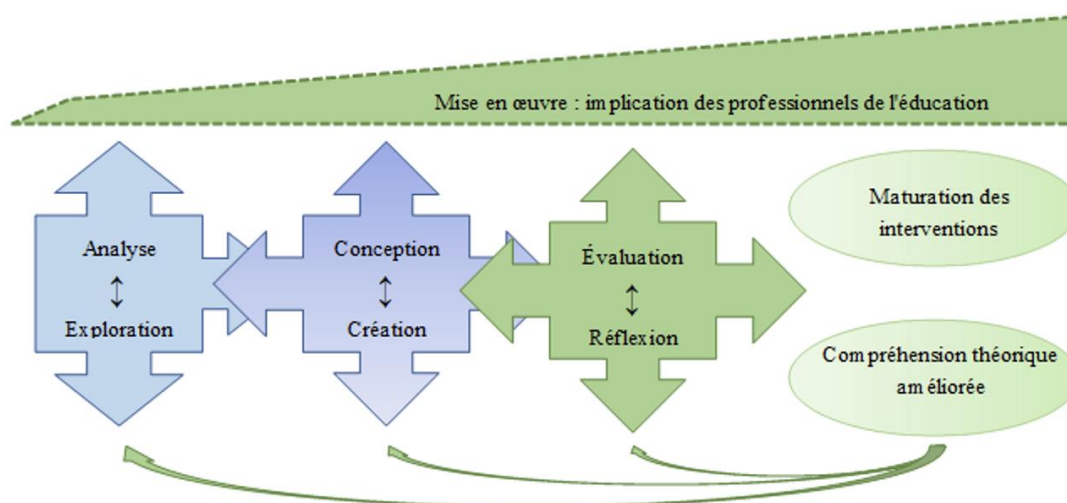 Mise en œuvre : implication des professionnels de l'éducation
Analyse
Exploration
Conception
Création
Évaluation
Réflexion
Maturation des
interventions
Compréhension théorique
améliorée